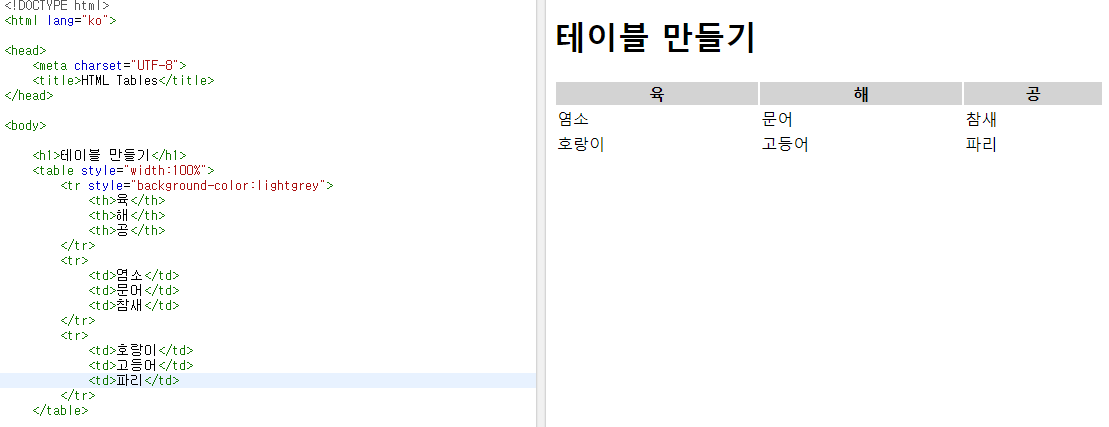 <!DOCTYPE html>
<html lang="ko">
<head>
<meta charset="UTF-8">
<title>HTML Tables</title>
</head>
<body>
<h1>테이블 만들기</h1>
<table style="width:100%">
<tr style="background-color:lightgrey">
<th>육</th>
<th>해</th>
<th>공</th>
</tr>
<tr>
<td>염소</td>
<td>문어</td>
<td>참새</td>
</tr>
<tr>
<td>호랑이</td>
<td>고등어</td>
<td>파리</td>
</tr>
</table>
테이블 만들기
육 해 공
염소 문어 참새
호랑이 고등어 파리